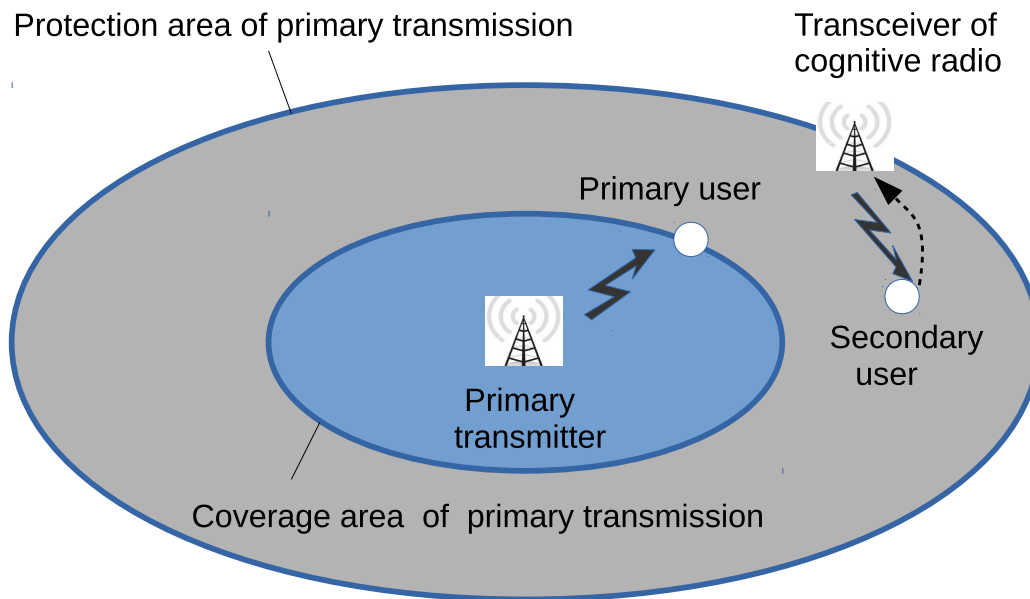 Protection area of primary transmission
Transceiver of
cognitive radio
Primary user
Secondary
user
Primary
transmitter
Coverage area of primary transmission